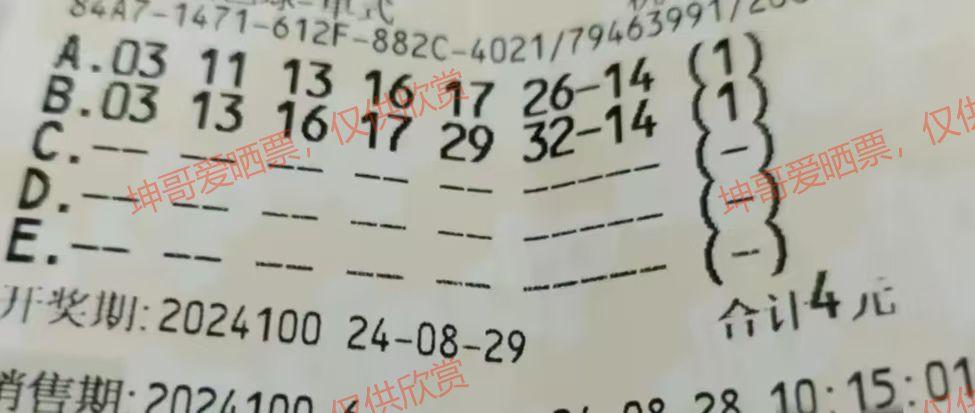 84A7-1471-612F-882C-4021/79463991/20
A.03 11 13 16 17 26-14 (1)
B.03 13 16 17 29 32-14 (1)
C.-- -- -- -- -- ----- (-)
D.-- -- -- -- -- ----- (-)
E.-- -- -- -- -- ----- (-)
开奖期:2024100 24-08-29
合计4元
销售期:2024100
08 28 10:15:01
坤哥爱晒票，仅供欣赏
坤哥爱晒票，仅供
仅供欣赏